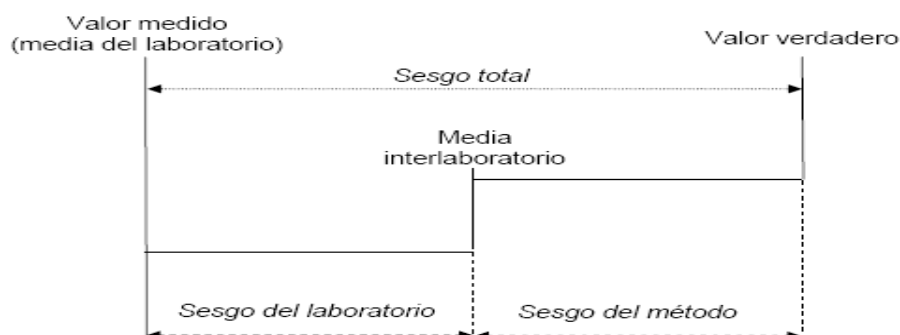 Valor medido
(media del laboratorio)
Valor verdadero
Sesgo total
Media
interlaboratorio
Sesgo del laboratorio
Sesgo del método